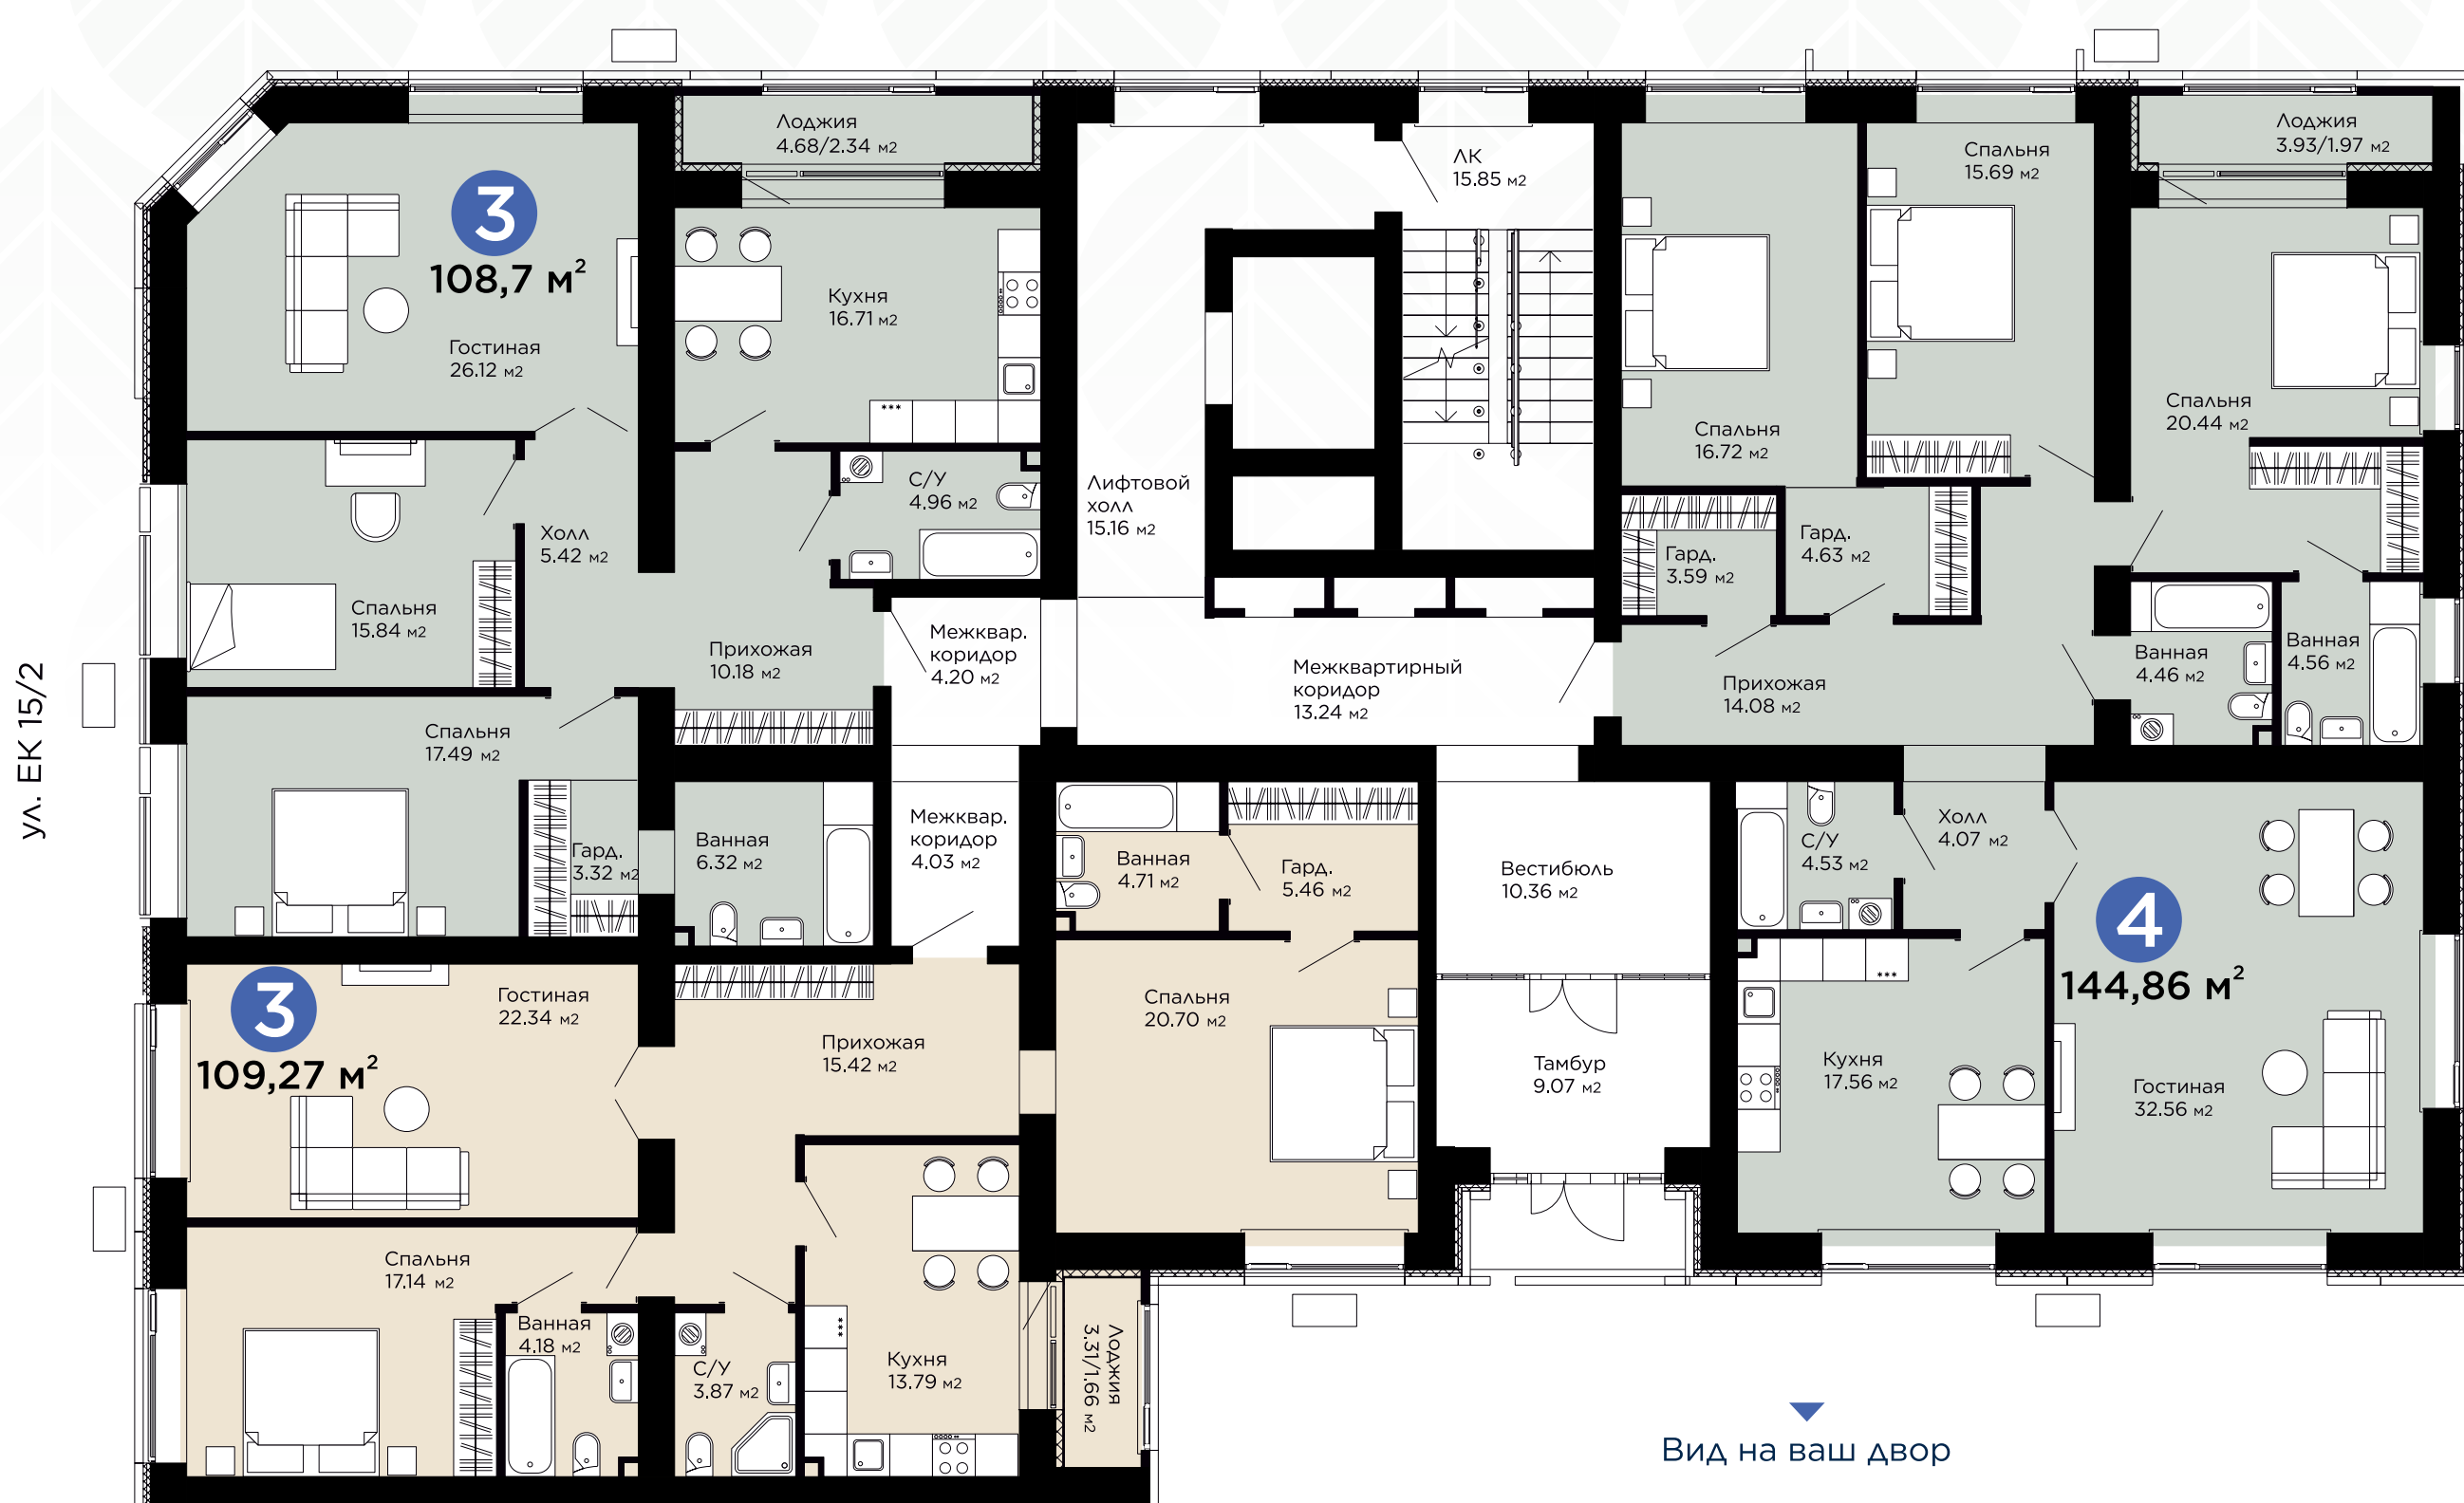 Лоджия
4.68/2.34 м2
ЛК
15.85 м2
Спальня
15.69 м2
Лоджия
3.93/1.97 м2
3
108,7 м²
Гостиная
26.12 м2
Кухня
16.71 м2
Спальня
16.72 м2
Спальня
20.44 м2
С/У
4.96 м2
Лифтовой
холл
15.16 м2
Холл
5.42 м2
Гард.
3.59 м2
Гард.
4.63 м2
Спальня
15.84 м2
Прихожая
10.18 м2
Межквар.
коридор
4.20 м2
Межквартирный
коридор
13.24 м2
Прихожая
14.08 м2
Ванная
4.46 м2
Ванная
4.56 м2
ул. ЕК 15/2
Спальня
17.49 м2
Гард.
3.32 м2
Ванная
6.32 м2
Межквар.
коридор
4.03 м2
Ванная
4.71 м2
Гард.
5.46 м2
Вестибюль
10.36 м2
С/У
4.53 м2
Холл
4.07 м2
4
144,86 м²
3
109,27 м²
Гостиная
22.34 м2
Прихожая
15.42 м2
Спальня
20.70 м2
Тамбур
9.07 м2
Кухня
17.56 м2
Гостиная
32.56 м2
Спальня
17.14 м2
Ванная
4.18 м2
С/У
3.87 м2
Кухня
13.79 м2
Лоджия
3.31/1.66 м2
Вид на ваш двор